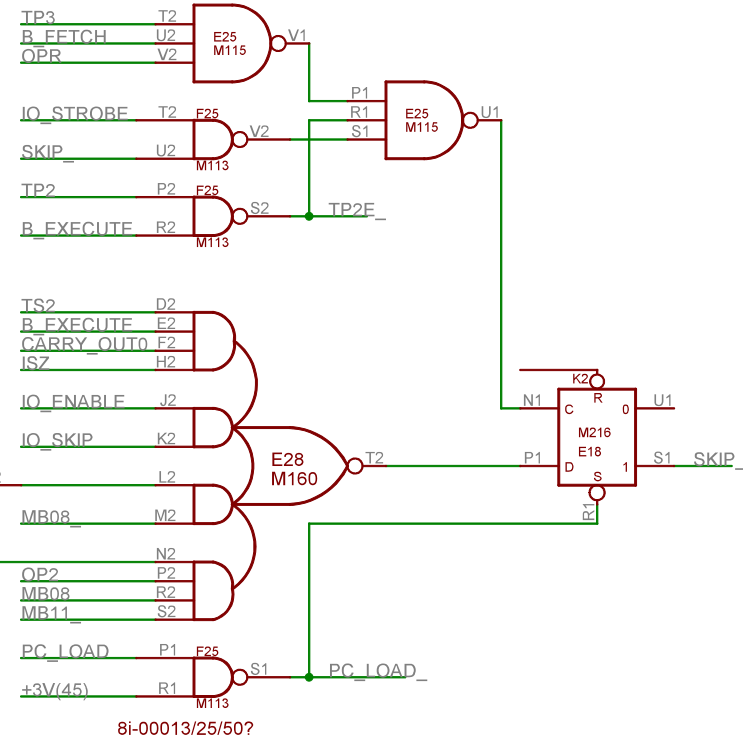 TP3 T2
B_FETCH U2 E25 V1
OPR V2 M115
P1
IO_STROBE T2 F25 R1 E25 U1
V2 S1 M115
SKIP_ U2
M113
TP2 P2 F25
S2 TP2E_
B_EXECUTE R2
M113
TS2 D2
B_EXECUTE E2
CARRY_OUT0 F2
ISZ H2
K2
R
IO_ENABLE J2 N1 C 0 U1
M216
IO_SKIP K2 E18
E28 T2 P1 D 1 S1 SKIP_
L2 M160 S
MB08_ M2 R1
N2
OP2 P2
MB08 R2
MB11_ S2
PC_LOAD P1 F25
S1 PC_LOAD_
+3V(45) R1
M113
8i-00013/25/50?